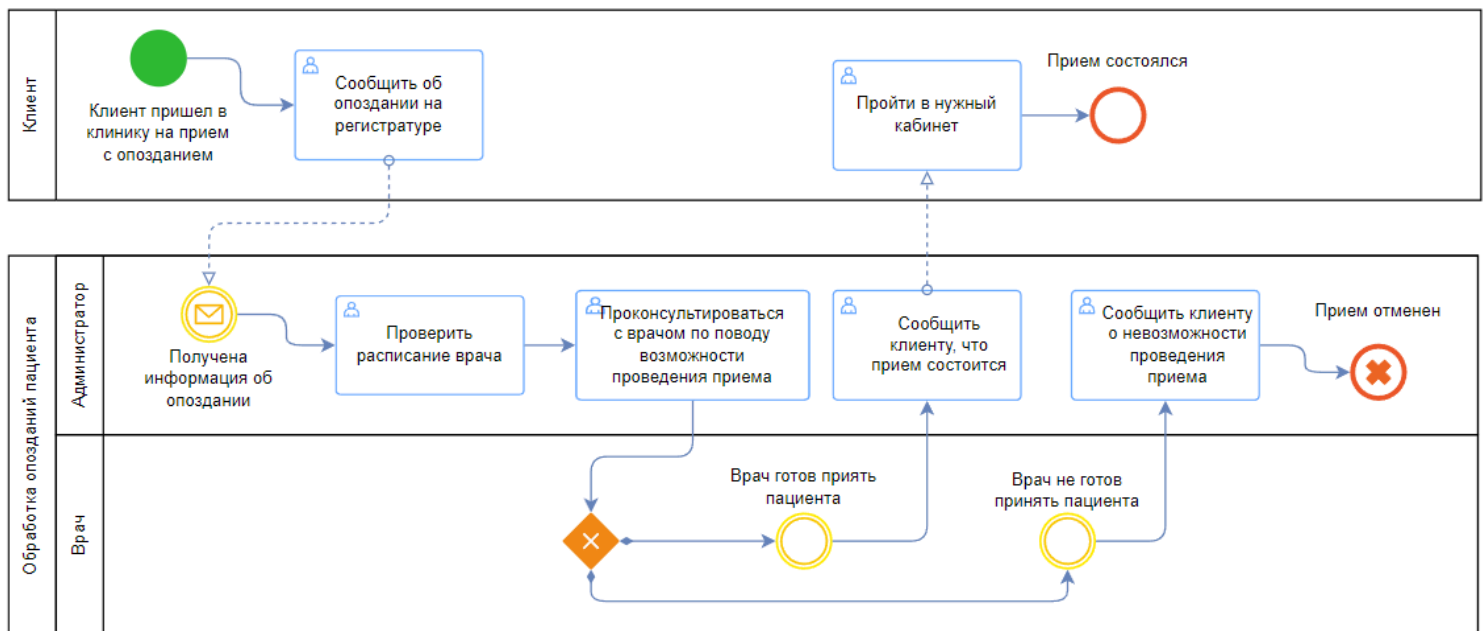 Клиент
Клиент пришел в
клинику на прием
с опозданием
Сообщить об
опоздании на
регистратуре
Пройти в нужный
кабинет
Прием состоялся
Обработка опозданий пациента
Администратор
Получена
информация об
опоздании
Проверить
расписание врача
Проконсультироваться
с врачом по поводу
возможности
проведения приема
Сообщить
клиенту, что
прием состоится
Сообщить клиенту
о невозможности
проведения
приема
Прием отменен
Врач
Врач готов приять
пациента
Врач не готов
принять пациента